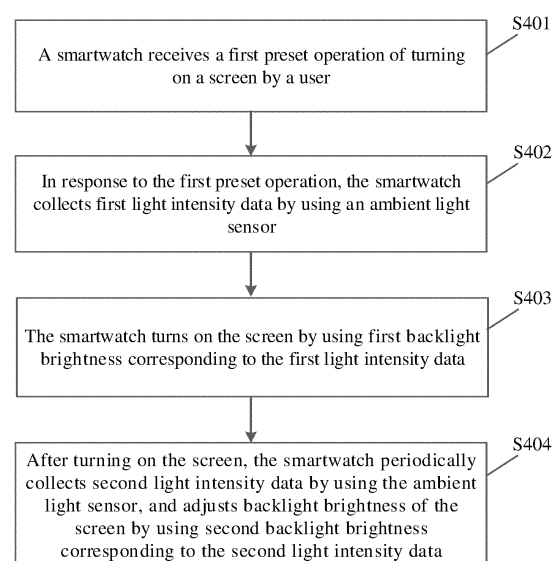 S401
A smartwatch receives a first preset operation of turning
on a screen by a user
S402
In response to the first preset operation, the smartwatch
collects first light intensity data by using an ambient light
sensor
S403
The smartwatch turns on the screen by using first backlight
brightness corresponding to the first light intensity data
S404
After turning on the screen, the smartwatch periodically
collects second light intensity data by using the ambient
light sensor, and adjusts backlight brightness of the
screen by using second backlight brightness
corresponding to the second light intensity data